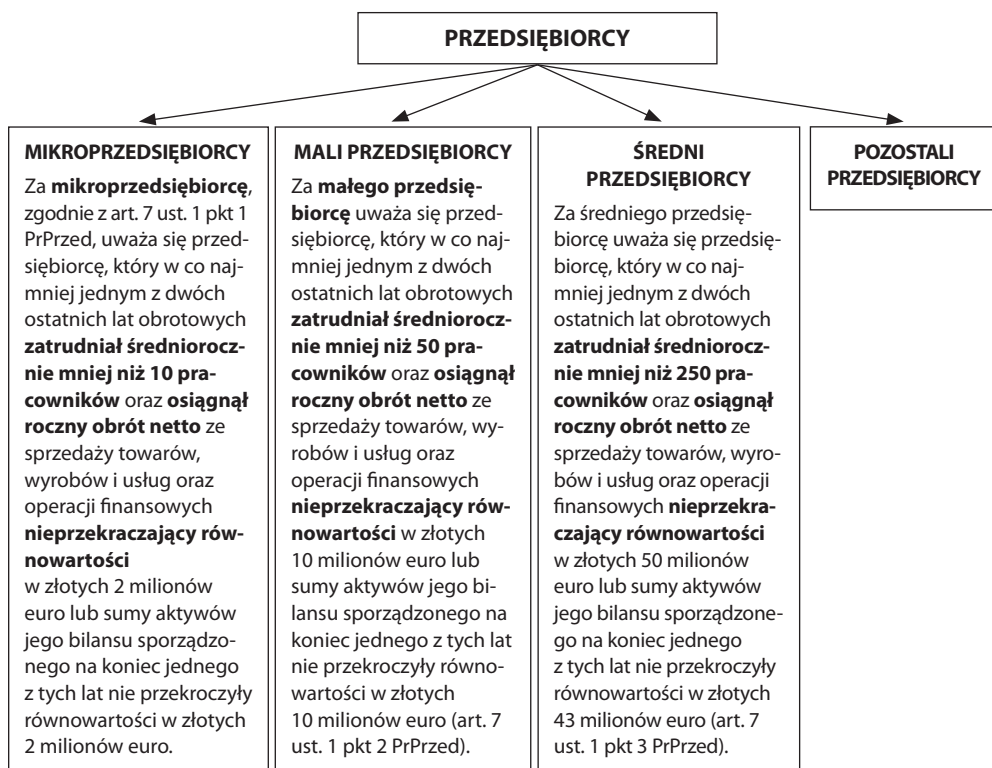 PRZEDSIĘBIORCY
MIKROPRZEDSIĘBIORCY
Za mikroprzedsiębiorcę,
zgodnie z art. 7 ust. 1 pkt 1
PrPrzed, uważa się przed-
siębiorcę, który w co naj-
mniej jednym z dwóch
ostatnich lat obrotowych
zatrudniał średniorocz-
nie mniej niż 10 pra-
cowników oraz osiągnął
roczny obrót netto ze
sprzedaży towarów,
wyrobów i usług oraz
operacji finansowych
nieprzekraczający rów-
nowartości
w złotych 2 milionów
euro lub sumy aktywów
jego bilansu sporządzo-
nego na koniec jednego
z tych lat nie przekroczyły
równowartości w złotych
2 milionów euro.
MALI PRZEDSIĘBIORCY
Za małego przedsię-
biorcę uważa się przed-
siębiorcę, który w co naj-
mniej jednym z dwóch
ostatnich lat obrotowych
zatrudniał średniorocz-
nie mniej niż 50 pra-
cowników oraz osiągnął
roczny obrót netto ze
sprzedaży towarów, wy-
robów i usług oraz
operacji finansowych
nieprzekraczający rów-
nowartości w złotych
10 milionów euro lub
sumy aktywów jego bi-
lansu sporządzonego na
koniec jednego z tych lat
nie przekroczyły równo-
wartości w złotych
10 milionów euro (art. 7
ust. 1 pkt 2 PrPrzed).
ŚREDNI
PRZEDSIĘBIORCY
Za średniego przedsię-
biorcę uważa się przedsię-
biorcę, który w co naj-
mniej jednym z dwóch
ostatnich lat obrotowych
zatrudniał średniorocz-
nie mniej niż 250 pra-
cowników oraz osiągnął
roczny obrót netto ze
sprzedaży towarów, wyro-
bów i usług oraz operacji
finansowych nieprzekra-
czający równowartości
w złotych 50 milionów
euro lub sumy aktywów
jego bilansu sporządzone-
go na koniec jednego
z tych lat nie przekroczyły
równowartości w złotych
43 milionów euro (art. 7
ust. 1 pkt 3 PrPrzed).
POZOSTALI
PRZEDSIĘBIORCY